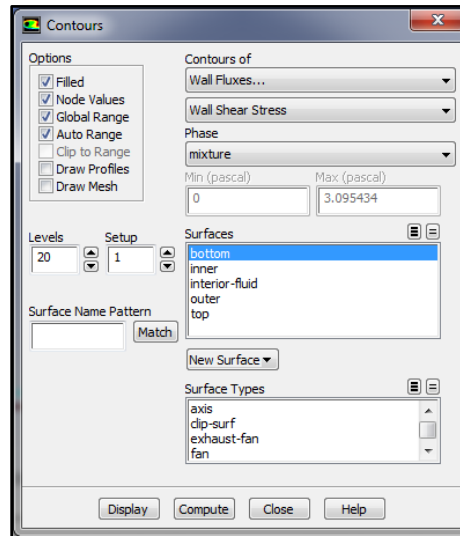 Contours
Options
Filled
Node Values
Global Range
Auto Range
Clip to Range
Draw Profiles
Draw Mesh
Levels
Setup
20
1
Surface Name Pattern
Match
Contours of
Wall Fluxes...
Wall Shear Stress
Phase
mixture
Min (pascal)
Max (pascal)
0
3.095434
Surfaces
bottom
inner
interior-fluid
outer
top
New Surface
Surface Types
axis
clip-surf
exhaust-fan
fan
Display
Compute
Close
Help